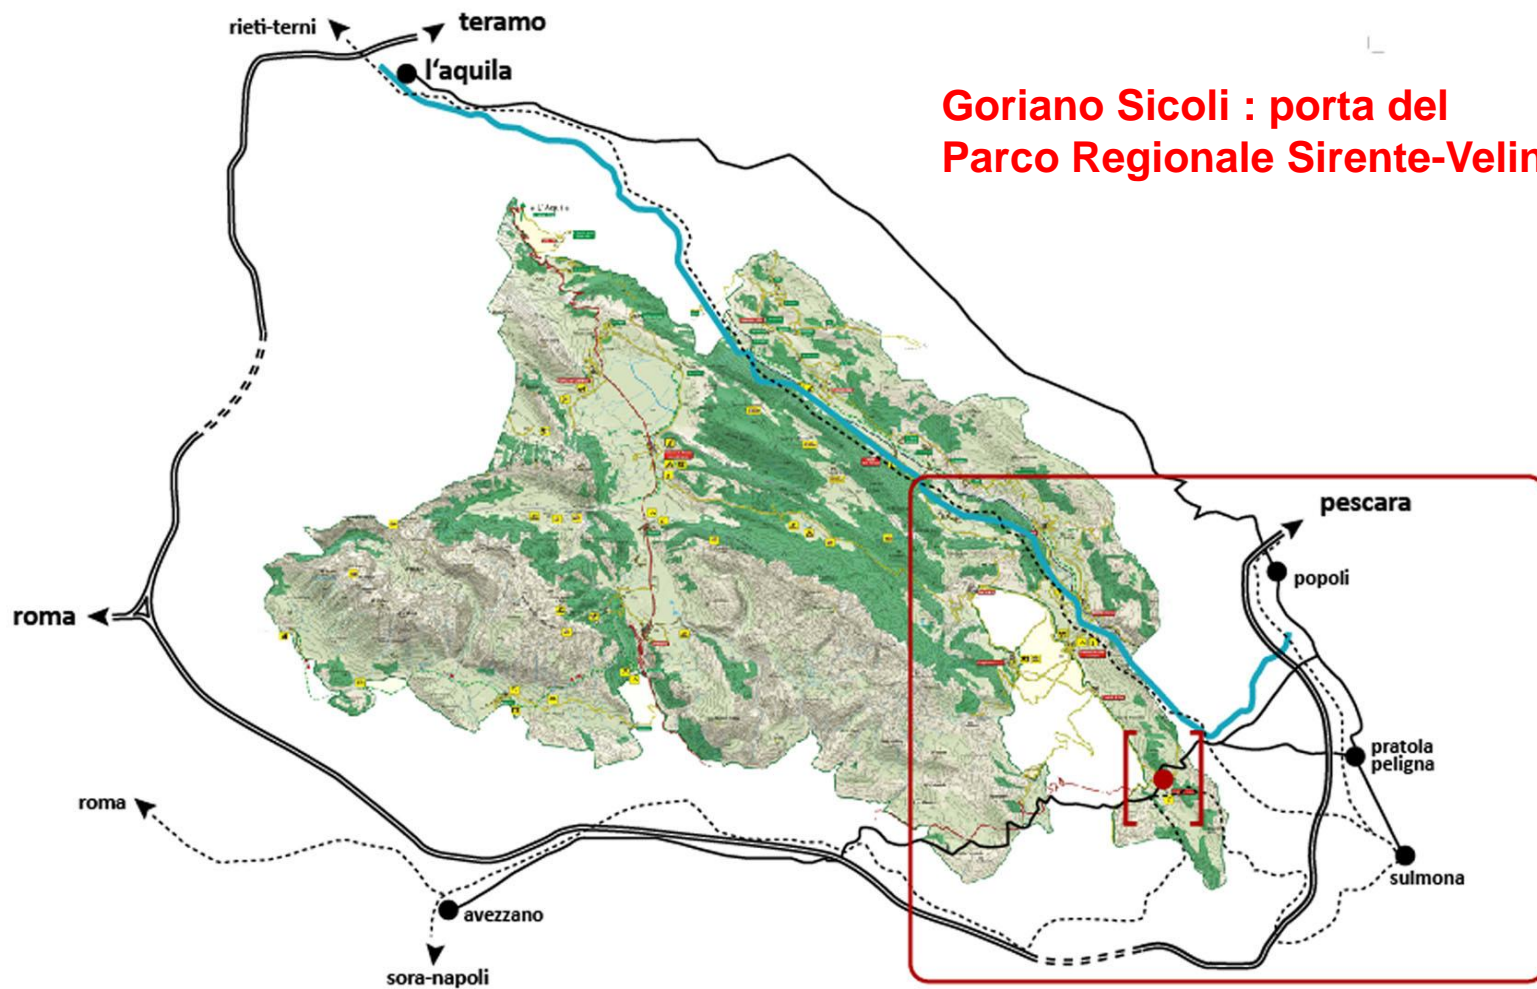 rieti-terni
teramo
l'aquila
Goriano Sicoli : porta del
Parco Regionale Sirente-Velin
pescara
popoli
roma
pratola
peligna
roma
sulmona
avezzano
sora-napoli